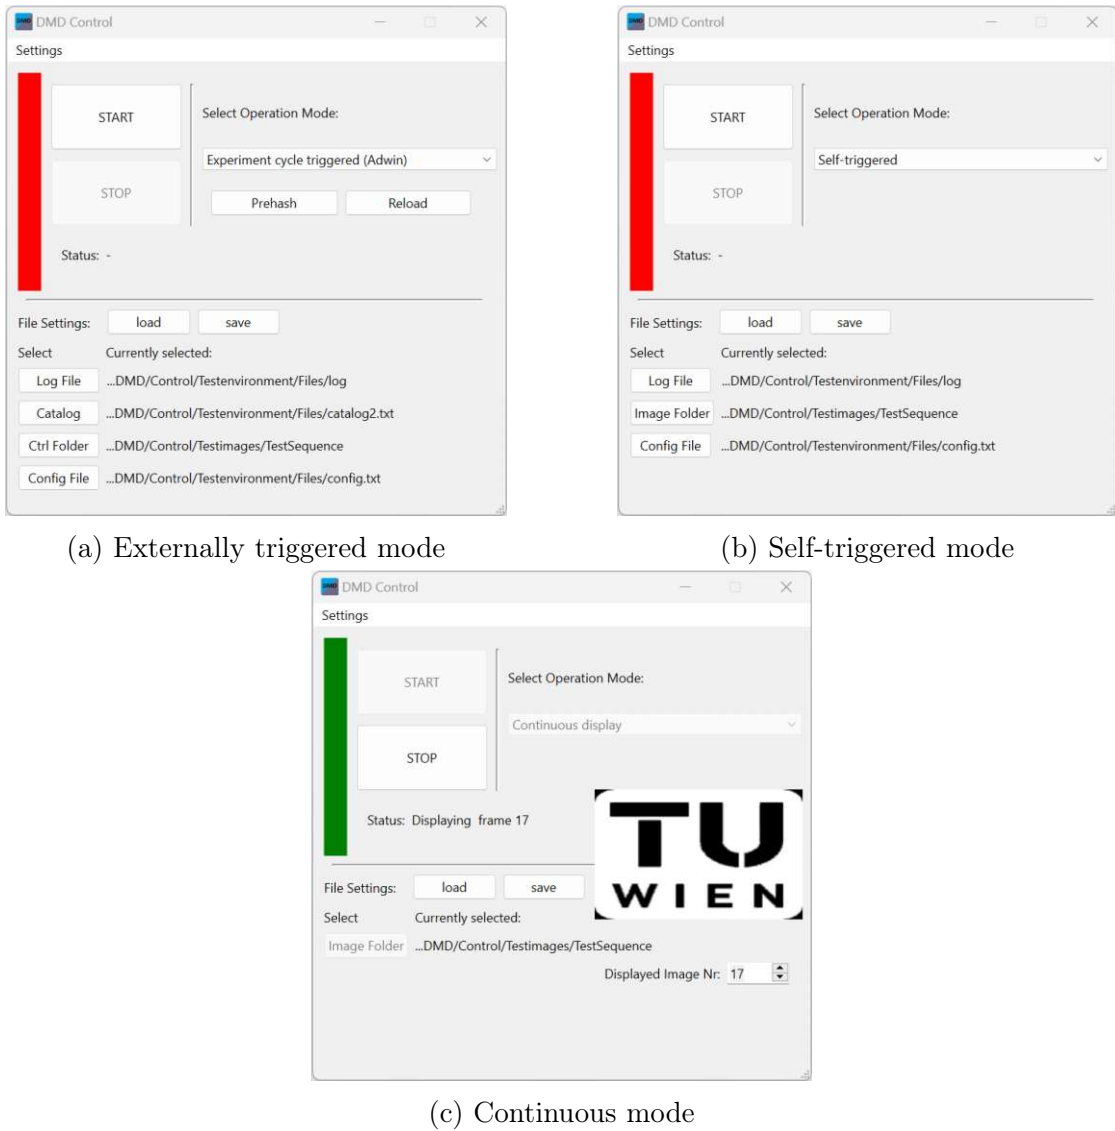 DMD Control
Settings
START
Select Operation Mode:
Experiment cycle triggered (Adwin)
STOP
Prehash Reload
Status: -
File Settings: load save
Select Currently selected:
Log File ...DMD/Control/Testenvironment/Files/log
Catalog ...DMD/Control/Testenvironment/Files/catalog2.txt
Ctrl Folder ...DMD/Control/Testimages/TestSequence
Config File ...DMD/Control/Testenvironment/Files/config.txt
(a) Externally triggered mode
DMD Control
Settings
START
Select Operation Mode:
Self-triggered
STOP
Status: -
File Settings: load save
Select Currently selected:
Log File ...DMD/Control/Testenvironment/Files/log
Image Folder ...DMD/Control/Testimages/TestSequence
Config File ...DMD/Control/Testenvironment/Files/config.txt
(b) Self-triggered mode
DMD Control
Settings
START
Select Operation Mode:
Continuous display
STOP
Status: Displaying frame 17
TU
WIEN
File Settings: load save
Select Currently selected:
Image Folder ...DMD/Control/Testimages/TestSequence
Displayed Image Nr: 17
(c) Continuous mode